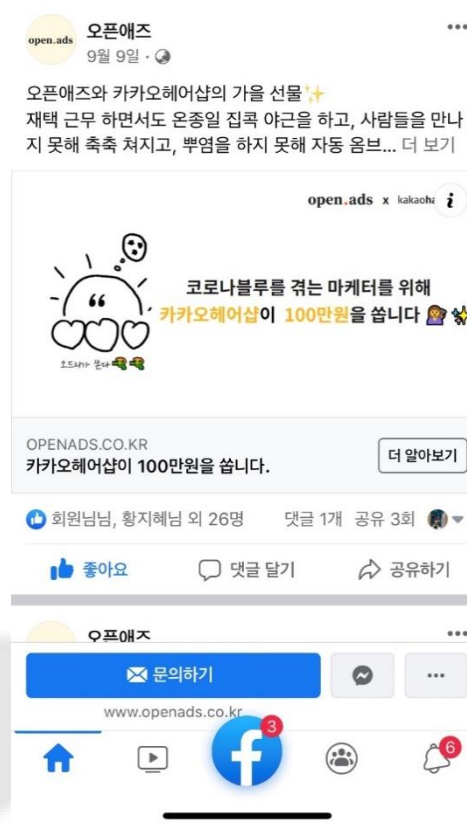 open.ads
오픈애즈
9월 9일 ·
오픈애즈와 카카오헤어샵의 가을 선물✨
재택 근무 하면서도 온종일 집콕 야근을 하고, 사람들을 만나
지 못해 축축 쳐지고, 뿌염을 하지 못해 자동 옴브... 더 보기
open.ads x kakaoha
코로나블루를 겪는 마케터를 위해
카카오헤어샵이 100만원을 쏩니다
OPENADS.CO.KR
카카오헤어샵이 100만원을 쏩니다.
더 알아보기
회원님님, 황지혜님 외 26명 댓글 1개 공유 3회
좋아요 댓글 달기 공유하기
오픈애즈
문의하기
www.openads.co.kr
3
6